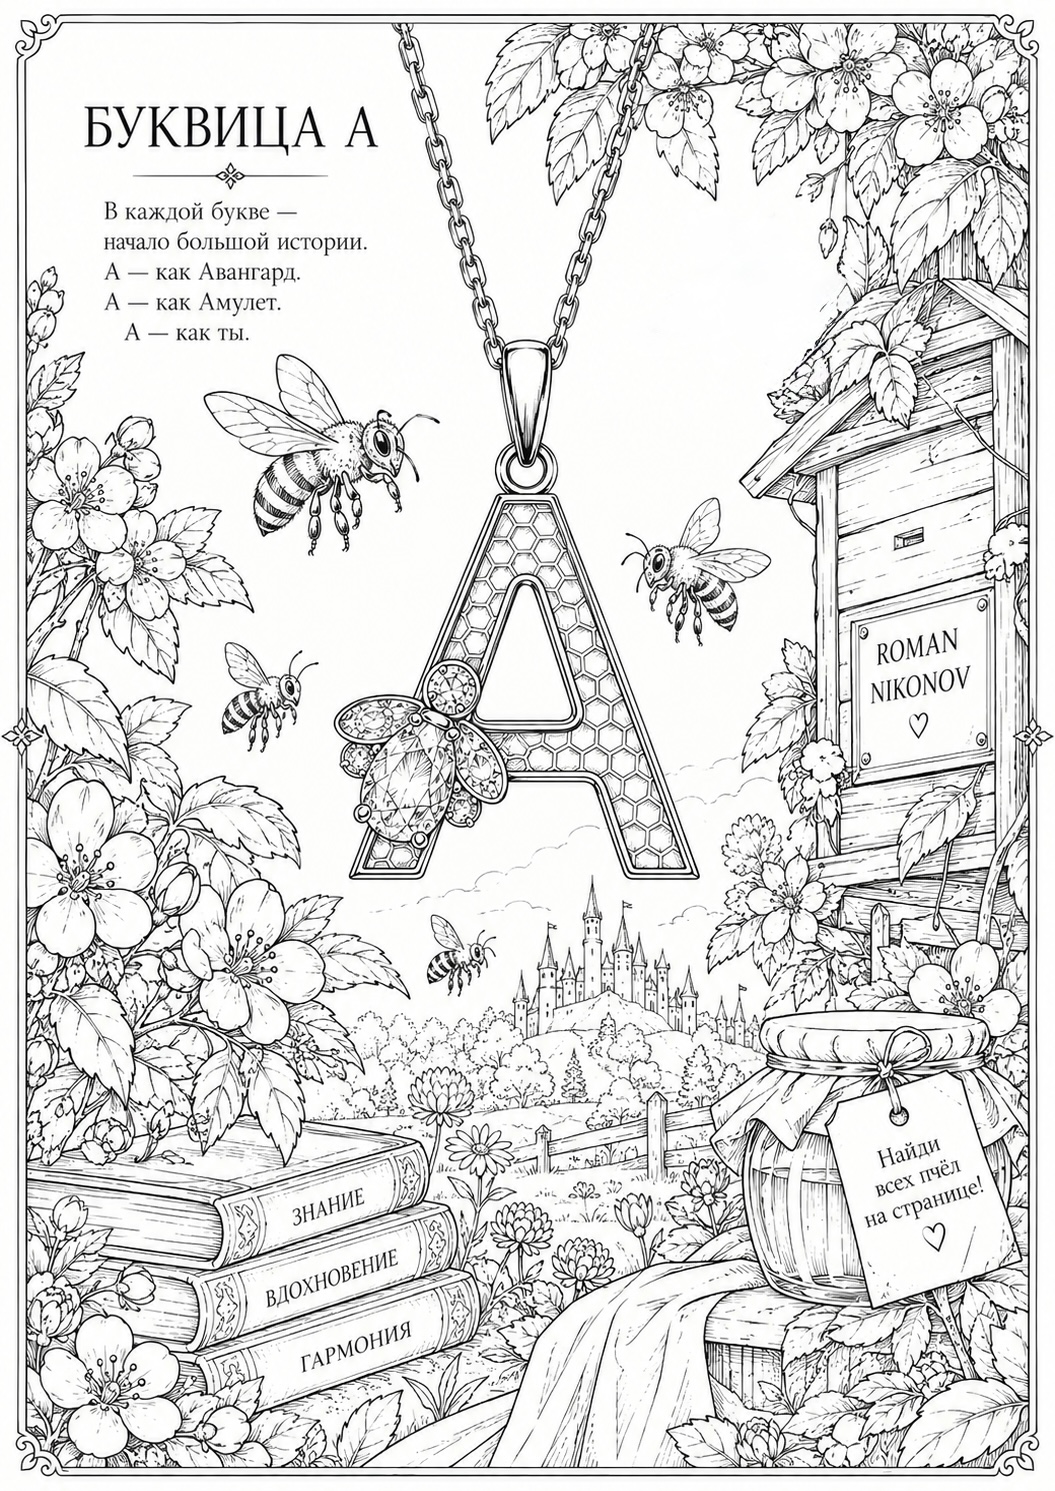 БУКВИЦА А
В каждой букве —
начало большой истории.
А — как Авангард.
А — как Амулет.
А — как ты.
ROMAN
NIKONOV
Найди
всех пчёл
на странице!
ЗНАНИЕ
ВДОХНОВЕНИЕ
ГАРМОНИЯ